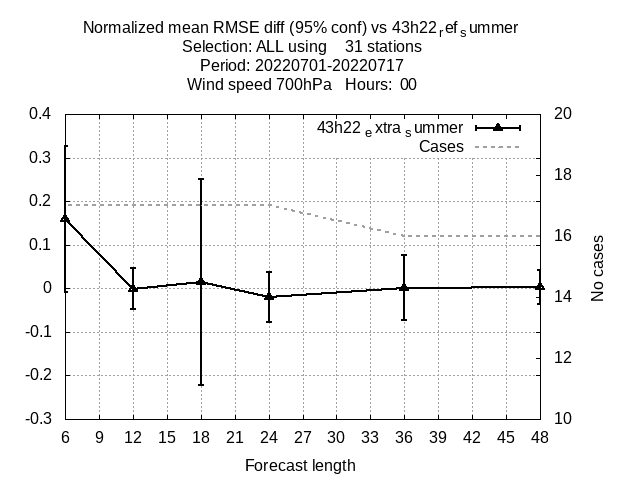 Normalized mean RMSE diff (95% conf) vs 43h22refsummer
Selection: ALL using    31 stations
Period: 20220701-20220717
Wind speed 700hPa   Hours:  00
43h22extrasummer
Cases
0.4
0.3
0.2
0.1
0
-0.1
-0.2
-0.3
20
18
16
14
12
10
No cases
6 9 12 15 18 21 24 27 30 33 36 39 42 45 48
Forecast length